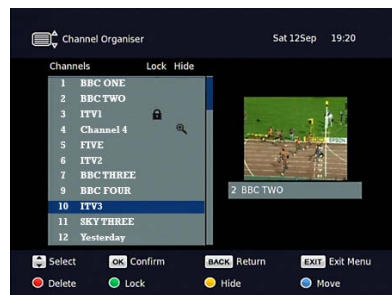 Channel Organiser Sat 12Sep 19:20
Channels Lock Hide
1 BBC ONE
2 BBC TWO
3 ITV1
4 Channel 4
5 FIVE
6 ITV2
7 BBC THREE
9 BBC FOUR
10 ITV3
11 SKY THREE
12 Yesterday
EPSON
2 BBC TWO
Select OK Confirm BACK Return EXIT Exit Menu
Delete Lock Hide Move